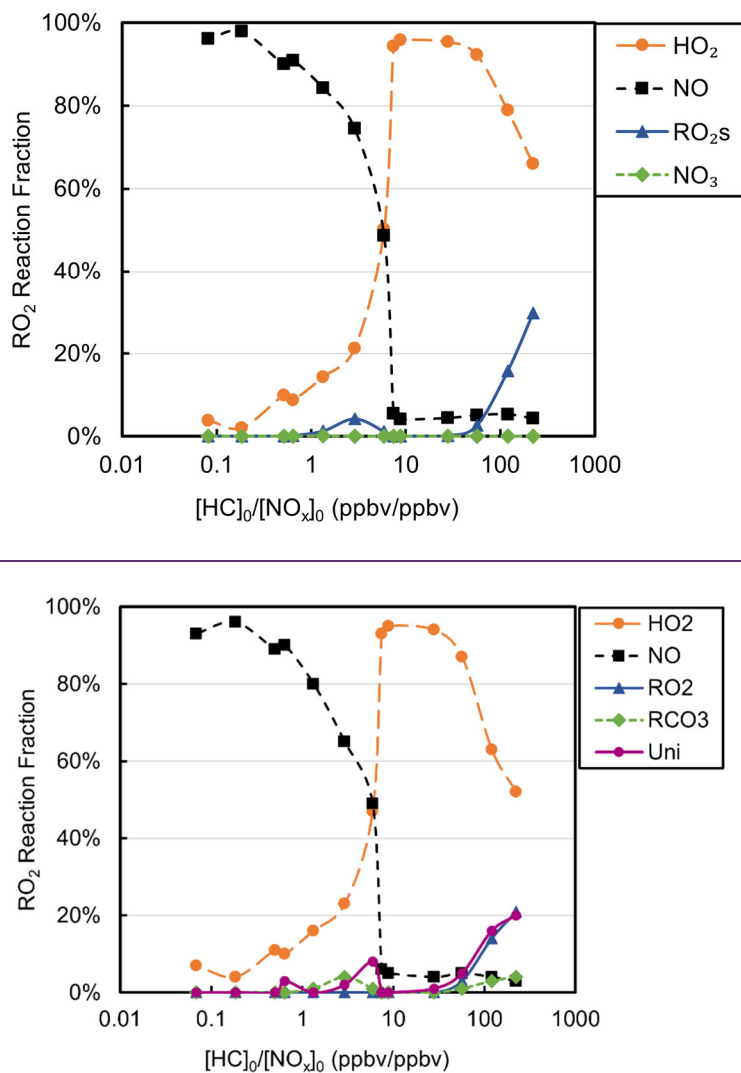 100%
80%
60%
40%
20%
0%
RO₂ Reaction Fraction
0.01 0.1 1 10 100 1000
[HC]₀/[NOₓ]₀ (ppbv/ppbv)
HO₂
NO
RO₂s
NO₃
100%
80%
60%
40%
20%
0%
RO₂ Reaction Fraction
0.01 0.1 1 10 100 1000
[HC]₀/[NOₓ]₀ (ppbv/ppbv)
HO2
NO
RO2
RCO3
Uni